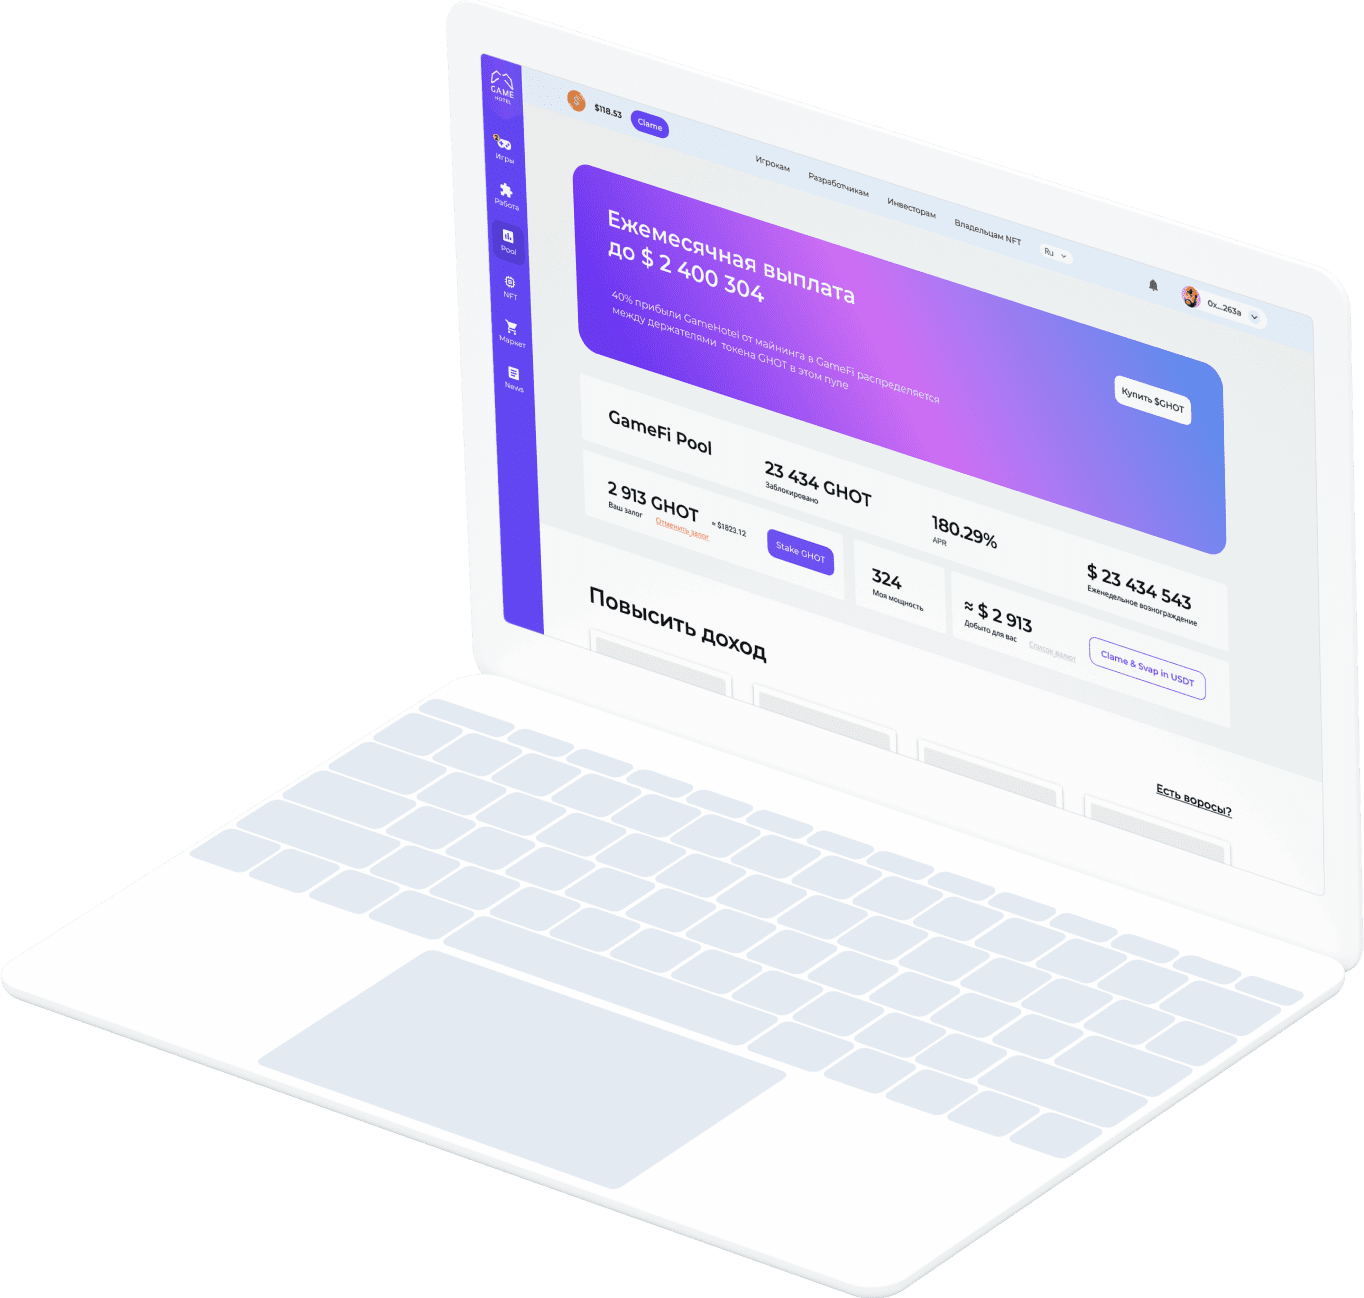 GAME
HOTEL
$118.53
Clame
Игрокам
Разработчикам
Инвесторам
Владельцам NFT
Ru
0x...263a
2
Игры
Работа
Pool
NFT
Маркет
News
Ежемесячная выплата
до $ 2 400 304
40% прибыли GameHotel от майнинга в GameFi распределяется
между держателями токена GHOT в этом пуле
Купить $GHOT
GameFi Pool
23 434 GHOT
Заблокировано
180.29%
APR
$ 23 434 543
Еженедельное вознограждение
2 913 GHOT
Ваш залог
Отменить залог
≈ $1823.12
Stake GHOT
324
Моя мощность
≈ $ 2 913
Добыто для вас
Список валют
Clame & Svap in USDT
Повысить доход
Есть воросы?